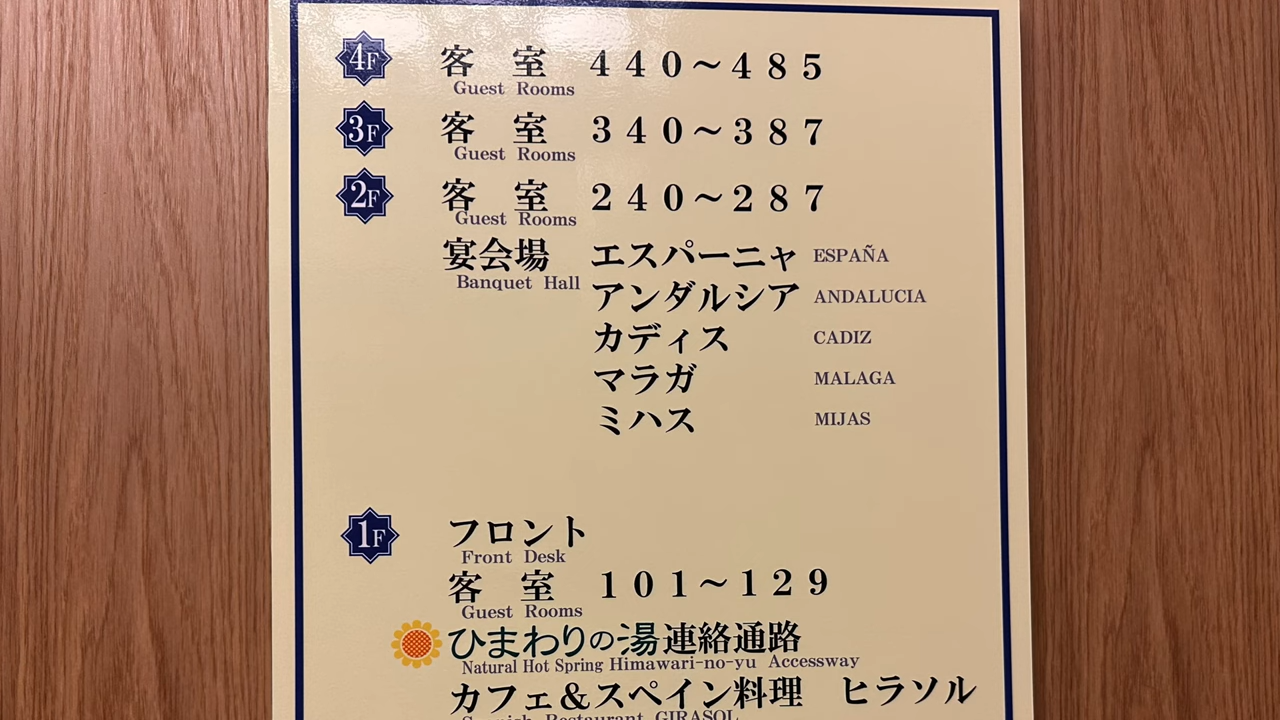 4F 客室 440～485
Guest Rooms
3F 客室 340～387
Guest Rooms
2F 客室 240～287
Guest Rooms
宴会場 エスパーニャ ESPAÑA
Banquet Hall
アンダルシア ANDALUCIA
カディス CADIZ
マラガ MALAGA
ミハス MIJAS
1F フロント
Front Desk
客室 101～129
Guest Rooms
ひまわりの湯連絡通路
Natural Hot Spring Himawari-no-yu Accessway
カフェ＆スペイン料理 ヒラソル
Spanish Restaurant GIRASOL